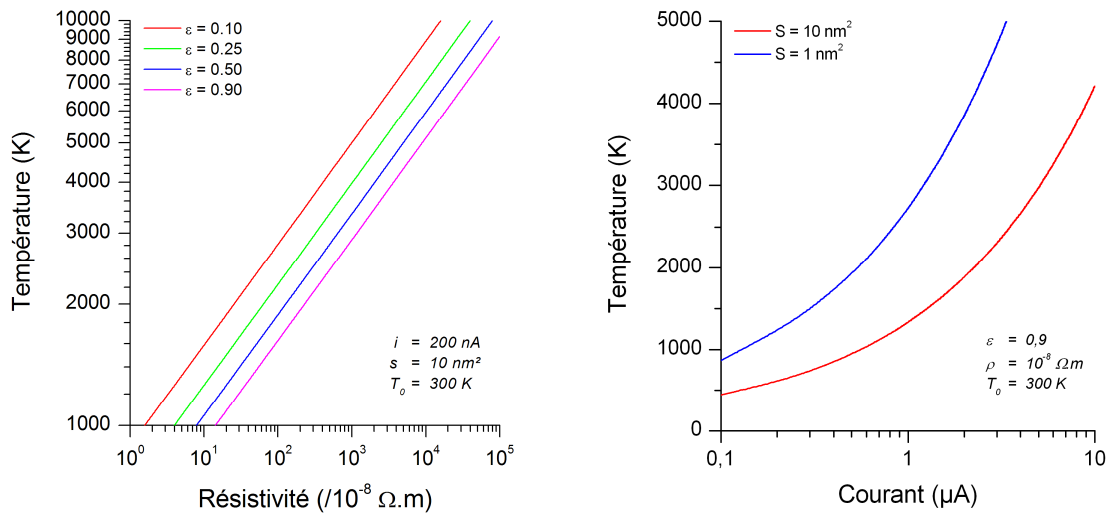 10000
9000
8000
7000
6000
5000
4000
3000
2000
1000
Température (K)
ε = 0.10
ε = 0.25
ε = 0.50
ε = 0.90
i = 200 nA
s = 10 nm²
T₀ = 300 K
10⁰ 10¹ 10² 10³ 10⁴ 10⁵
Résistivité (/10⁻⁸ Ω.m)
5000
4000
3000
2000
1000
0
Température (K)
S = 10 nm²
S = 1 nm²
ε = 0,9
ρ = 10⁻⁸ Ωm
T₀ = 300 K
0,1 1 10
Courant (µA)